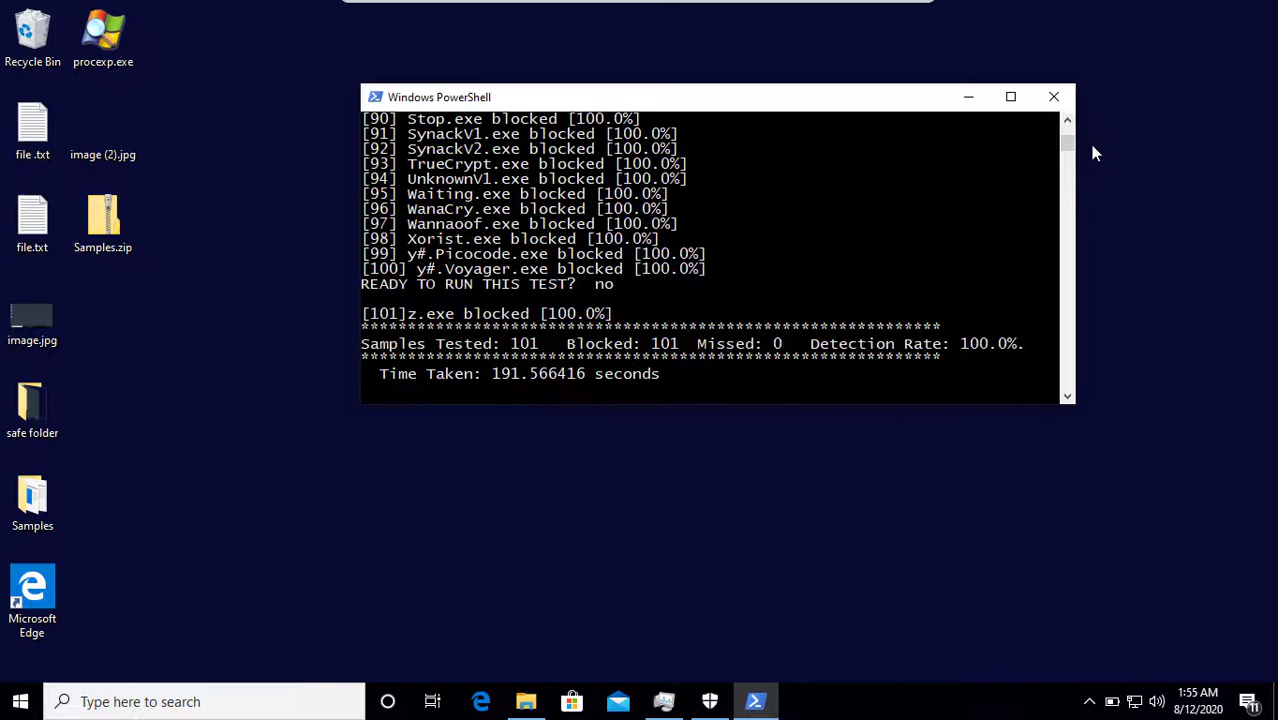 Recycle Bin
procexp.exe
file .txt
image (2).jpg
file.txt
Samples.zip
image.jpg
safe folder
Samples
Microsoft
Edge
Windows PowerShell
[90] Stop.exe blocked [100.0%]
[91] SynackV1.exe blocked [100.0%]
[92] SynackV2.exe blocked [100.0%]
[93] TrueCrypt.exe blocked [100.0%]
[94] UnknownV1.exe blocked [100.0%]
[95] Waiting.exe blocked [100.0%]
[96] WanaCry.exe blocked [100.0%]
[97] Wannaoof.exe blocked [100.0%]
[98] Xorist.exe blocked [100.0%]
[99] y#.Picocode.exe blocked [100.0%]
[100] y#.Voyager.exe blocked [100.0%]
READY TO RUN THIS TEST?  no
[101]z.exe blocked [100.0%]
**************************************************************
Samples Tested: 101   Blocked: 101  Missed: 0   Detection Rate: 100.0%.
**************************************************************
Time Taken: 191.566416 seconds
Type here to search
1:55 AM
8/12/2020
11